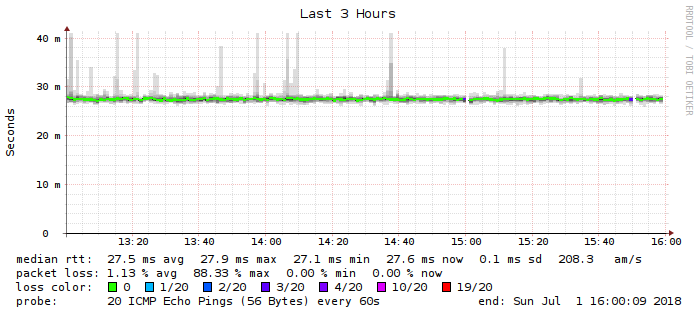 Last 3 Hours
RRDTOOL / TOBI OETIKER
Seconds
40 m
30 m
20 m
10 m
0
13:20 13:40 14:00 14:20 14:40 15:00 15:20 15:40 16:00
median rtt: 27.5 ms avg 27.9 ms max 27.1 ms min 27.6 ms now 0.1 ms sd 208.3 am/s
packet loss: 1.13 % avg 88.33 % max 0.00 % min 0.00 % now
loss color: 0 1/20 2/20 3/20 4/20 10/20 19/20
probe: 20 ICMP Echo Pings (56 Bytes) every 60s end: Sun Jul 1 16:00:09 2018